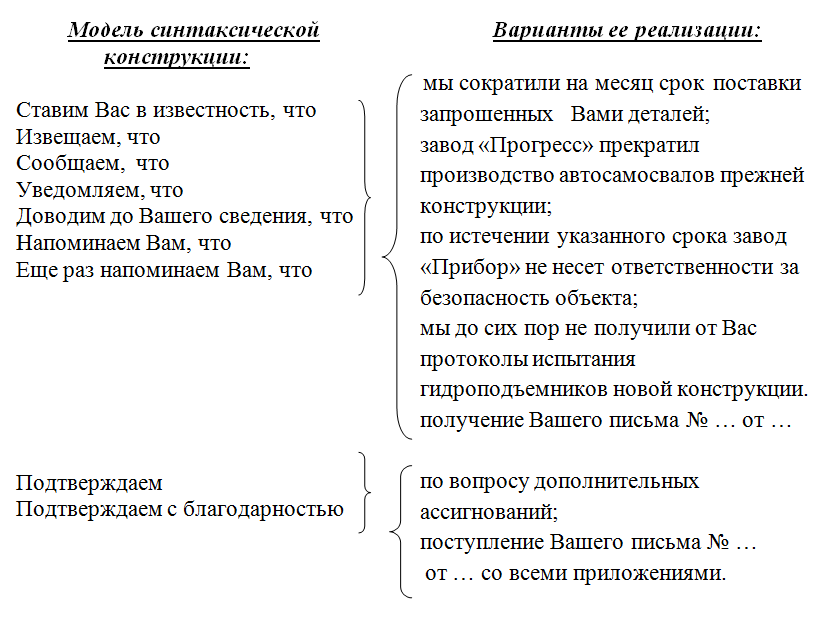 Модель синтаксической
конструкции:
Ставим Вас в известность, что
Извещаем, что
Сообщаем, что
Уведомляем, что
Доводим до Вашего сведения, что
Напоминаем Вам, что
Еще раз напоминаем Вам, что
Подтверждаем
Подтверждаем с благодарностью
Варианты ее реализации:
мы сократили на месяц срок поставки
запрошенных Вами деталей;
завод «Прогресс» прекратил
производство автосамосвалов прежней
конструкции;
по истечении указанного срока завод
«Прибор» не несет ответственности за
безопасность объекта;
мы до сих пор не получили от Вас
протоколы испытания
гидроподъемников новой конструкции.
получение Вашего письма № … от …
по вопросу дополнительных
ассигнований;
поступление Вашего письма № …
от … со всеми приложениями.